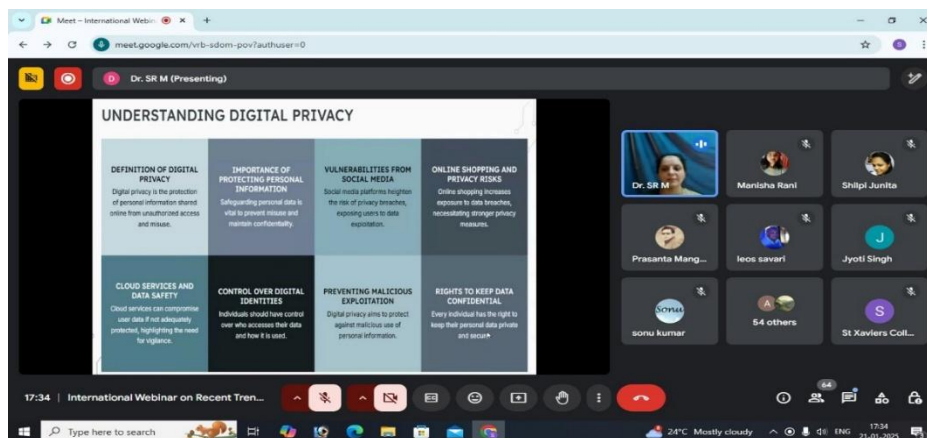 Meet – International Webin
meet.google.com/vrb-sdom-pov?authuser=0
D Dr. SR M (Presenting)
UNDERSTANDING DIGITAL PRIVACY
DEFINITION OF DIGITAL
PRIVACY
Digital privacy is the protection
of personal information shared
online from unauthorized access
and misuse.
IMPORTANCE OF
PROTECTING PERSONAL
INFORMATION
Safeguarding personal data is
vital to prevent misuse and
maintain confidentiality.
VULNERABILITIES FROM
SOCIAL MEDIA
Social media platforms heighten
the risk of privacy breaches,
exposing users to data
exploitation.
ONLINE SHOPPING AND
PRIVACY RISKS
Online shopping increases
exposure to data breaches,
necessitating stronger privacy
measures.
CLOUD SERVICES AND
DATA SAFETY
Cloud services can compromise
user data if not adequately
protected, highlighting the need
for vigilance.
CONTROL OVER DIGITAL
IDENTITIES
Individuals should have control
over who accesses their data
and how it is used.
PREVENTING MALICIOUS
EXPLOITATION
Digital privacy aims to protect
against malicious use of
personal information.
RIGHTS TO KEEP DATA
CONFIDENTIAL
Every individual has the right to
keep their personal data private
and secure
Dr. SR M
Manisha Rani
Shilpi Junita
Prasanta Mang...
leos savari
J
Jyoti Singh
Sonu
sonu kumar
A
54 others
S
St Xaviers Coll...
17:34 | International Webinar on Recent Tren...
64
Type here to search
24°C Mostly cloudy
ENG
17:34
21-01-2025